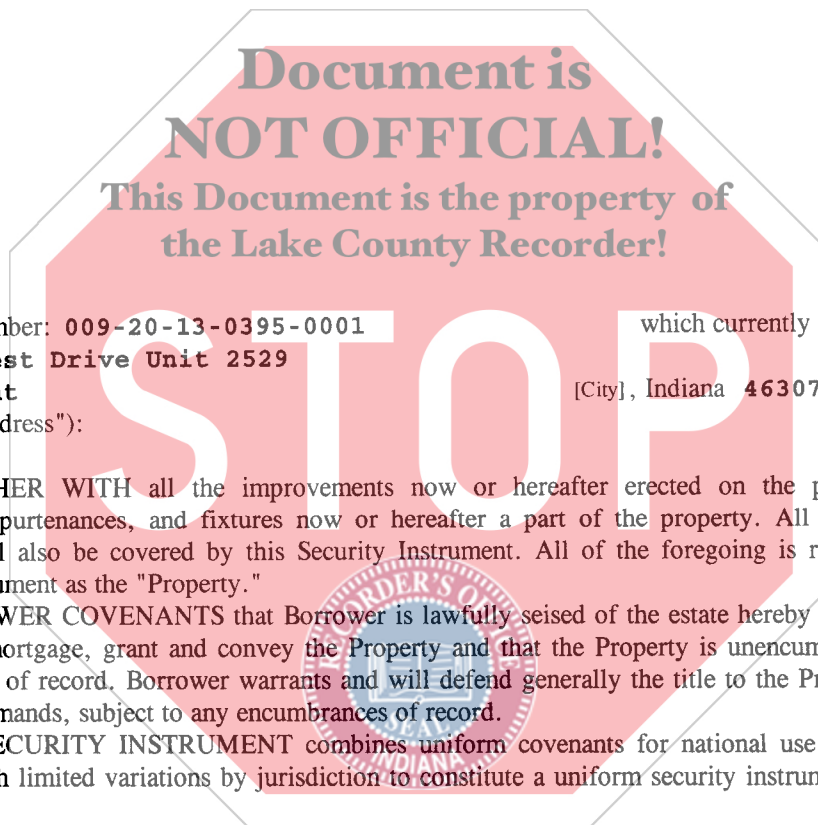 Document is
NOT OFFICIAL!
This Document is the property of
the Lake County Recorder!
STOP
nber: 009-20-13-0395-0001 which currently
est Drive Unit 2529
nt [City], Indiana 46307
dress"):
HER WITH all the improvements now or hereafter erected on the p
purtenances, and fixtures now or hereafter a part of the property. All
l also be covered by this Security Instrument. All of the foregoing is r
ument as the "Property."
WER COVENANTS that Borrower is lawfully seised of the estate hereby
nortgage, grant and convey the Property and that the Property is unencum
of record. Borrower warrants and will defend generally the title to the Pr
mands, subject to any encumbrances of record.
ECURITY INSTRUMENT combines uniform covenants for national use
h limited variations by jurisdiction to constitute a uniform security instrun
RECORDER'S OFFICE
SEAL
INDIANA